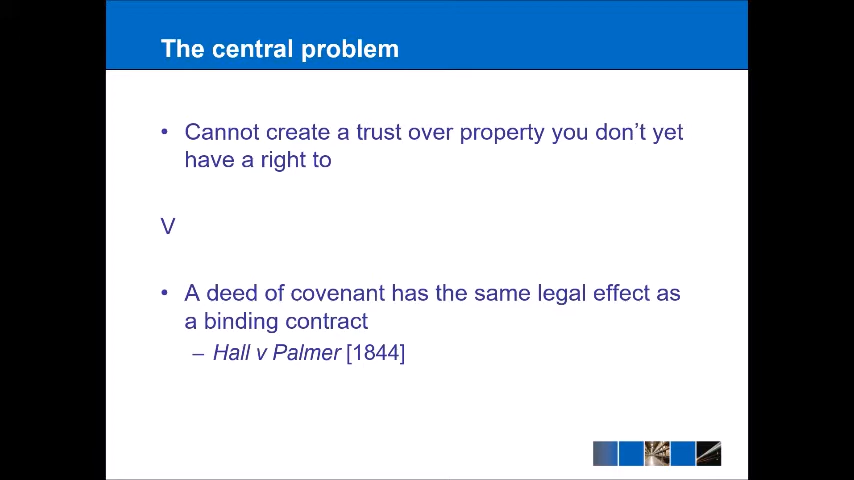 The central problem
• Cannot create a trust over property you don’t yet
have a right to
V
• A deed of covenant has the same legal effect as
a binding contract
– Hall v Palmer [1844]